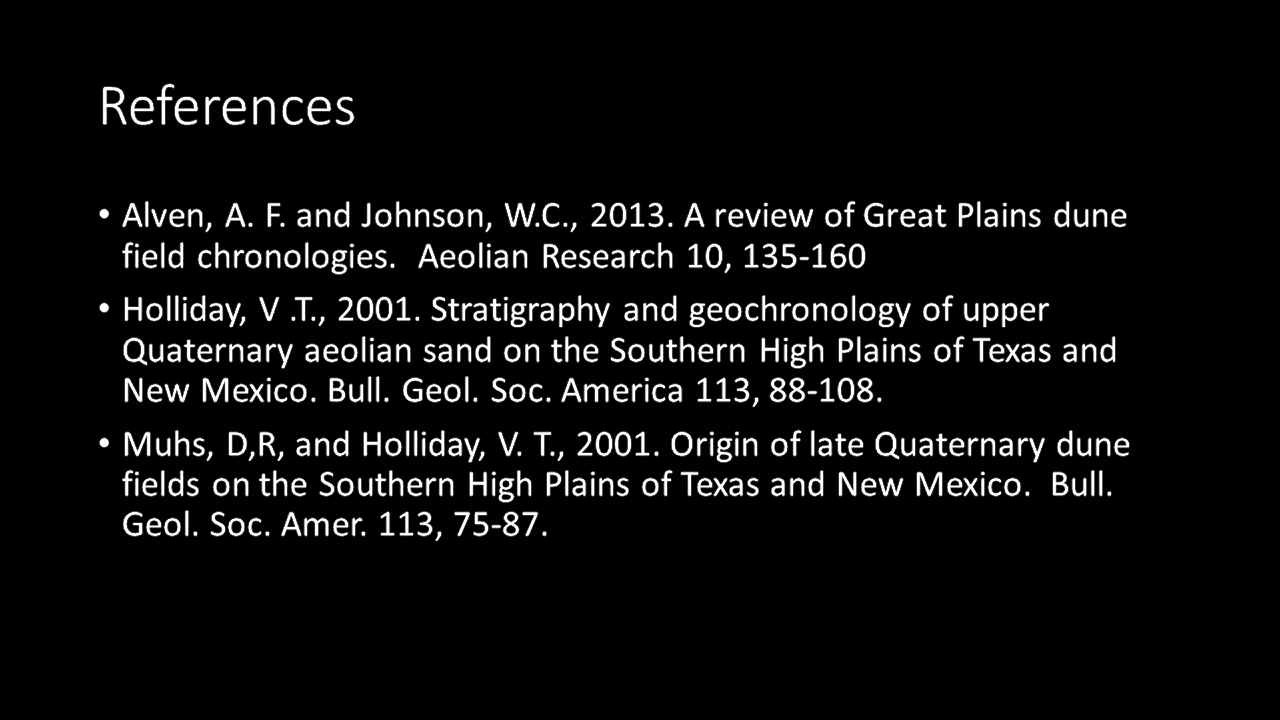 References
• Alven, A. F. and Johnson, W.C., 2013. A review of Great Plains dune
field chronologies.  Aeolian Research 10, 135-160
• Holliday, V .T., 2001. Stratigraphy and geochronology of upper
Quaternary aeolian sand on the Southern High Plains of Texas and
New Mexico. Bull. Geol. Soc. America 113, 88-108.
• Muhs, D,R, and Holliday, V. T., 2001. Origin of late Quaternary dune
fields on the Southern High Plains of Texas and New Mexico.  Bull.
Geol. Soc. Amer. 113, 75-87.